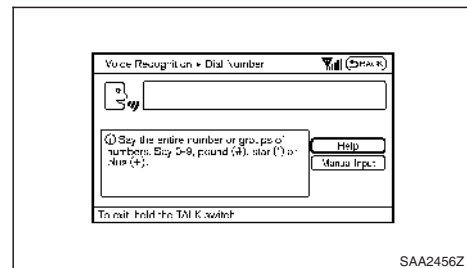 Voice Recognition ▸ Dial Number
BACK
Say the entire number or groups of
numbers. Say 0-9, pound (#), star (*) or
plus (+).
Help
Manual Input
To exit, hold the TALK switch
SAA2456Z